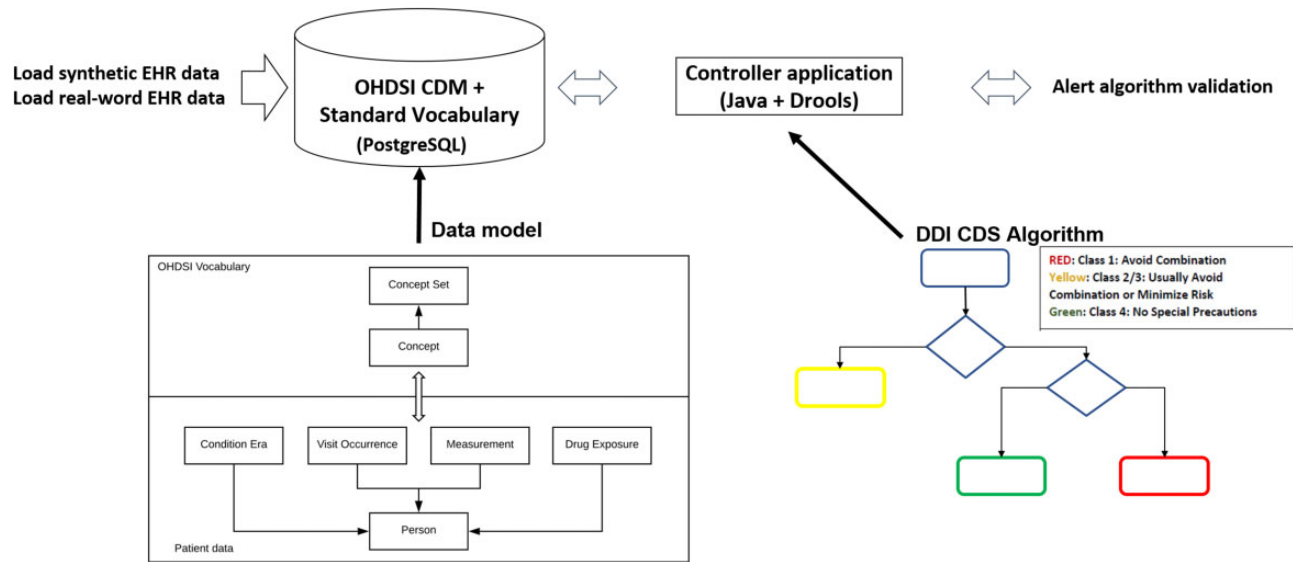 Load synthetic EHR data
Load real-word EHR data
OHDSI CDM +
Standard Vocabulary
(PostgreSQL)
Controller application
(Java + Drools)
Alert algorithm validation
Data model
OHDSI Vocabulary
Concept Set
Concept
Condition Era
Visit Occurrence
Measurement
Drug Exposure
Person
Patient data
DDI CDS Algorithm
RED: Class 1: Avoid Combination
Yellow: Class 2/3: Usually Avoid
Combination or Minimize Risk
Green: Class 4: No Special Precautions